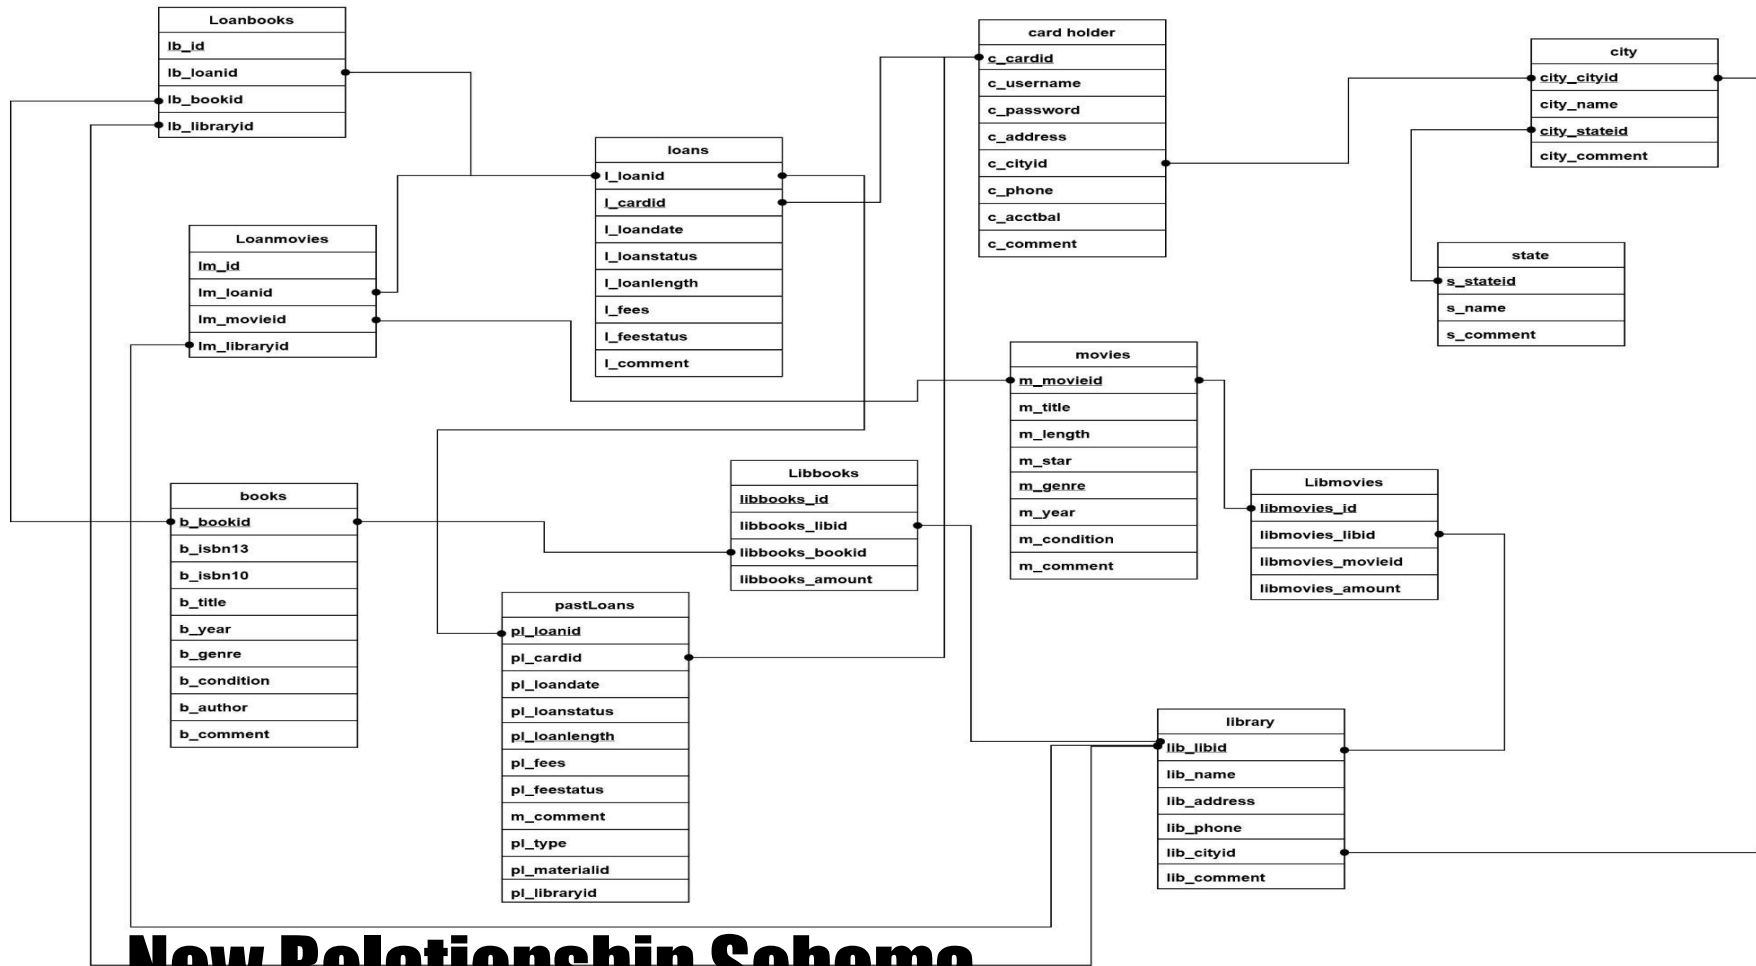 Loanbooks
lb_id
lb_loanid
lb_bookid
lb_libraryid
Loanmovies
lm_id
lm_loanid
lm_movieid
lm_libraryid
loans
l_loanid
l_cardid
l_loandate
l_loanstatus
l_loanlength
l_fees
l_feestatus
l_comment
card holder
c_cardid
c_username
c_password
c_address
c_cityid
c_phone
c_acctbal
c_comment
city
city_cityid
city_name
city_stateid
city_comment
state
s_stateid
s_name
s_comment
movies
m_movieid
m_title
m_length
m_star
m_genre
m_year
m_condition
m_comment
books
b_bookid
b_isbn13
b_isbn10
b_title
b_year
b_genre
b_condition
b_author
b_comment
Libbooks
libbooks_id
libbooks_libid
libbooks_bookid
libbooks_amount
Libmovies
libmovies_id
libmovies_libid
libmovies_movieid
libmovies_amount
pastLoans
pl_loanid
pl_cardid
pl_loandate
pl_loanstatus
pl_loanlength
pl_fees
pl_feestatus
m_comment
pl_type
pl_materialid
pl_libraryid
library
lib_libid
lib_name
lib_address
lib_phone
lib_cityid
lib_comment
New Relationship Scheme